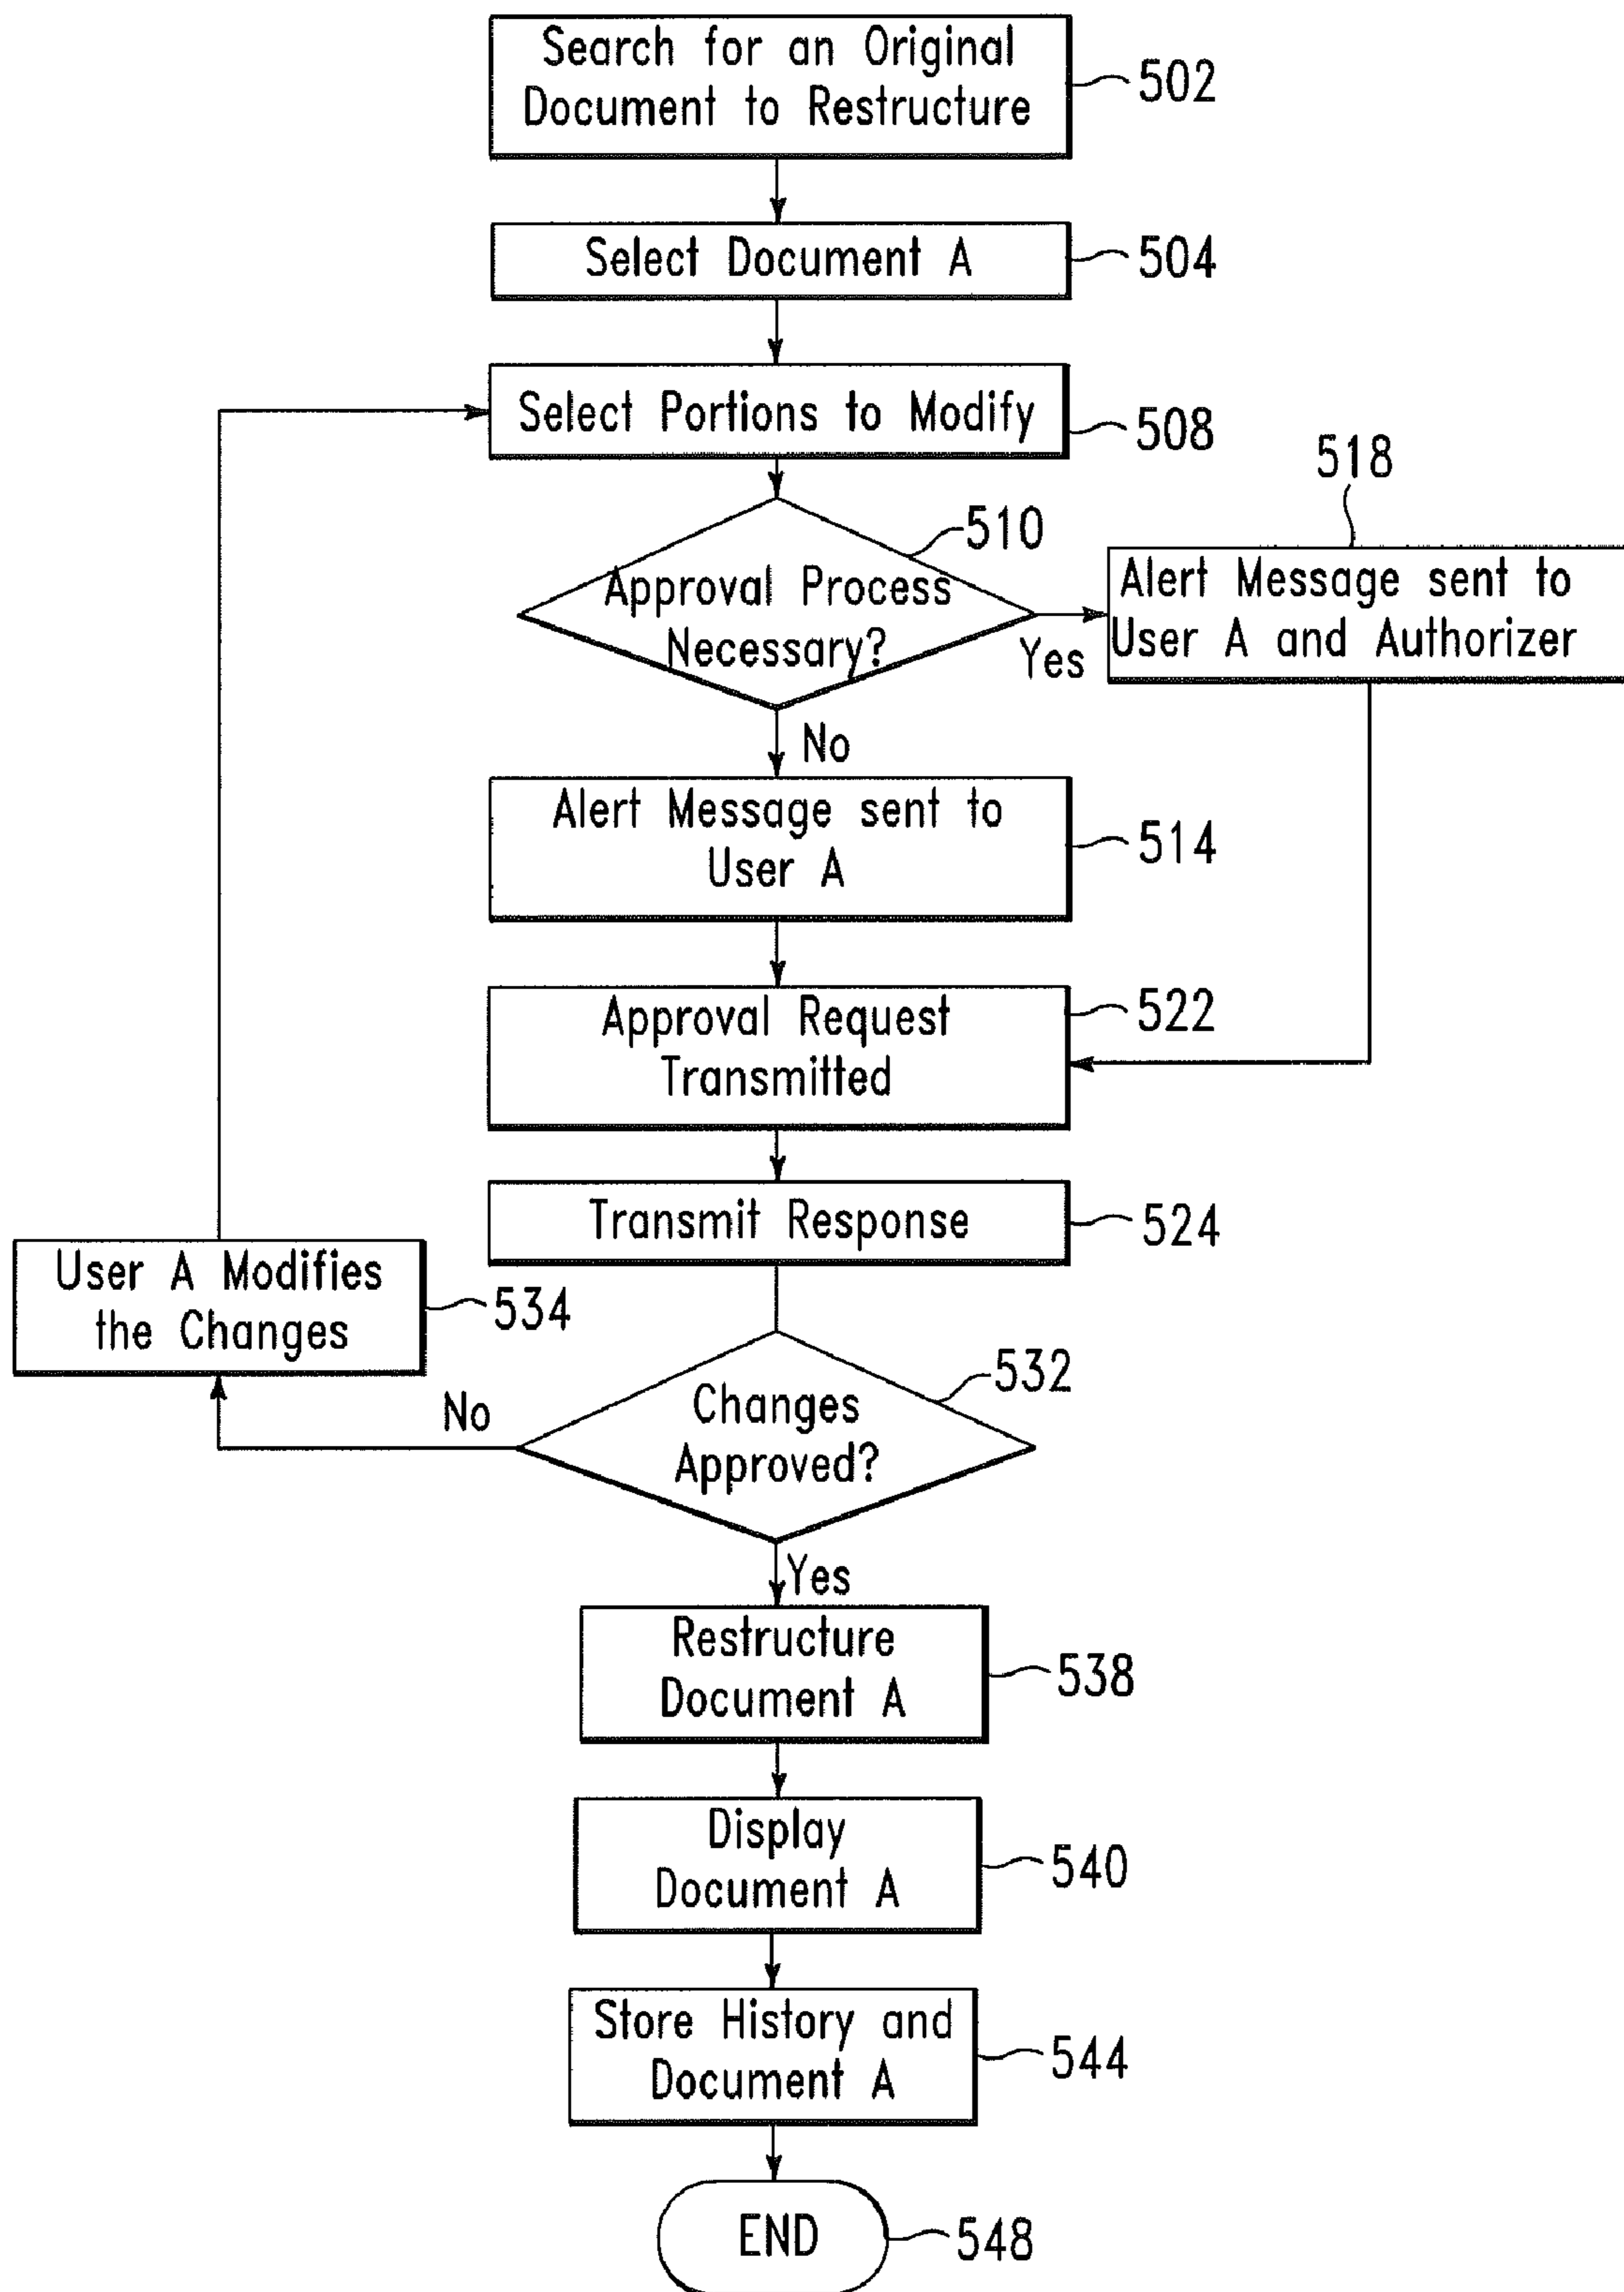 Search for an Original
Document to Restructure
502
Select Document A
504
Select Portions to Modify
508
518
510
Approval Process
Necessary?
Yes
Alert Message sent to
User A and Authorizer
No
Alert Message sent to
User A
514
Approval Request
Transmitted
522
Transmit Response
524
User A Modifies
the Changes
534
532
Changes
Approved?
No
Yes
Restructure
Document A
538
Display
Document A
540
Store History and
Document A
544
END
548